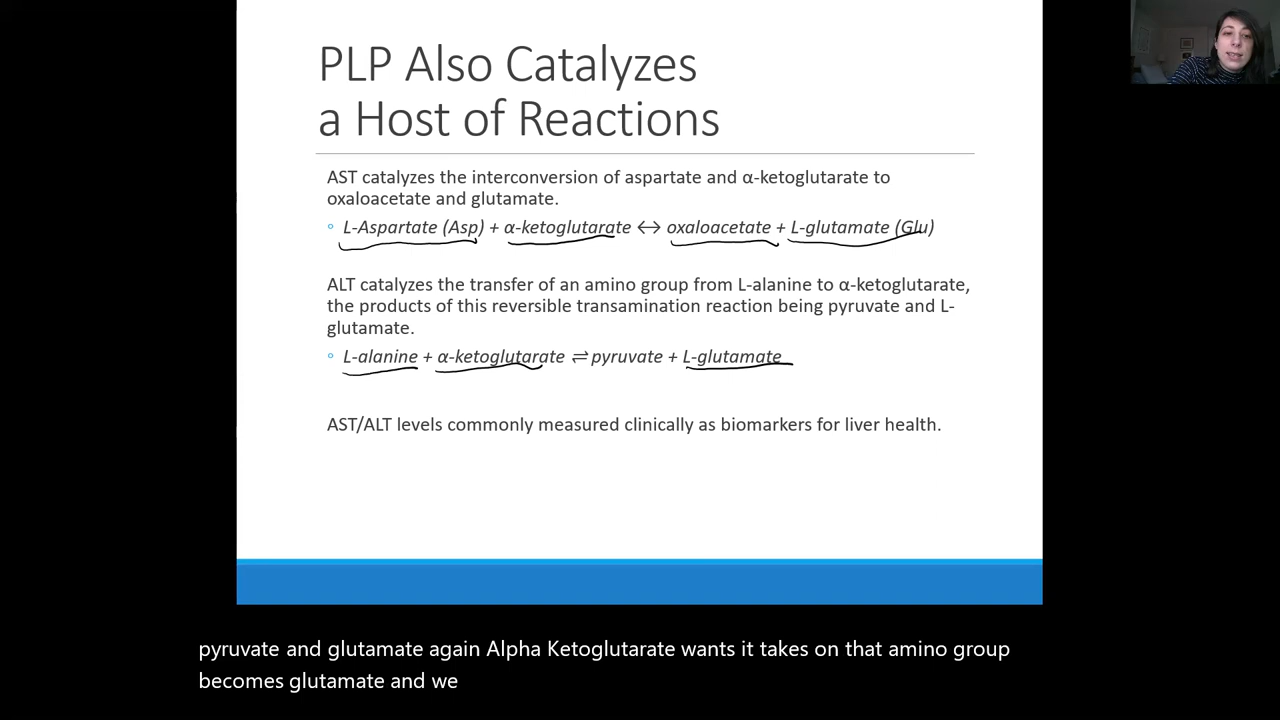 PLP Also Catalyzes
a Host of Reactions
AST catalyzes the interconversion of aspartate and α-ketoglutarate to
oxaloacetate and glutamate.
◦ L-Aspartate (Asp) + α-ketoglutarate ↔ oxaloacetate + L-glutamate (Glu)
ALT catalyzes the transfer of an amino group from L-alanine to α-ketoglutarate,
the products of this reversible transamination reaction being pyruvate and L-
glutamate.
◦ L-alanine + α-ketoglutarate ⇌ pyruvate + L-glutamate
AST/ALT levels commonly measured clinically as biomarkers for liver health.
pyruvate and glutamate again Alpha Ketoglutarate wants it takes on that amino group
becomes glutamate and we